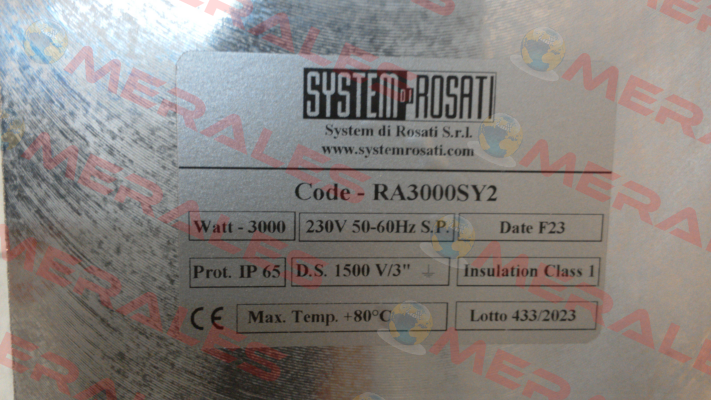 SYSTEM DI ROSATI
System di Rosati S.r.l.
www.systemrosati.com
Code - RA3000SY2
Watt - 3000 230V 50-60Hz S.P. Date F23
Prot. IP 65 D.S. 1500 V/3" Insulation Class 1
CE Max. Temp. +80°C Lotto 433/2023
MERALES
MERALES
MERALES
MERALES
MERALES
MERALES